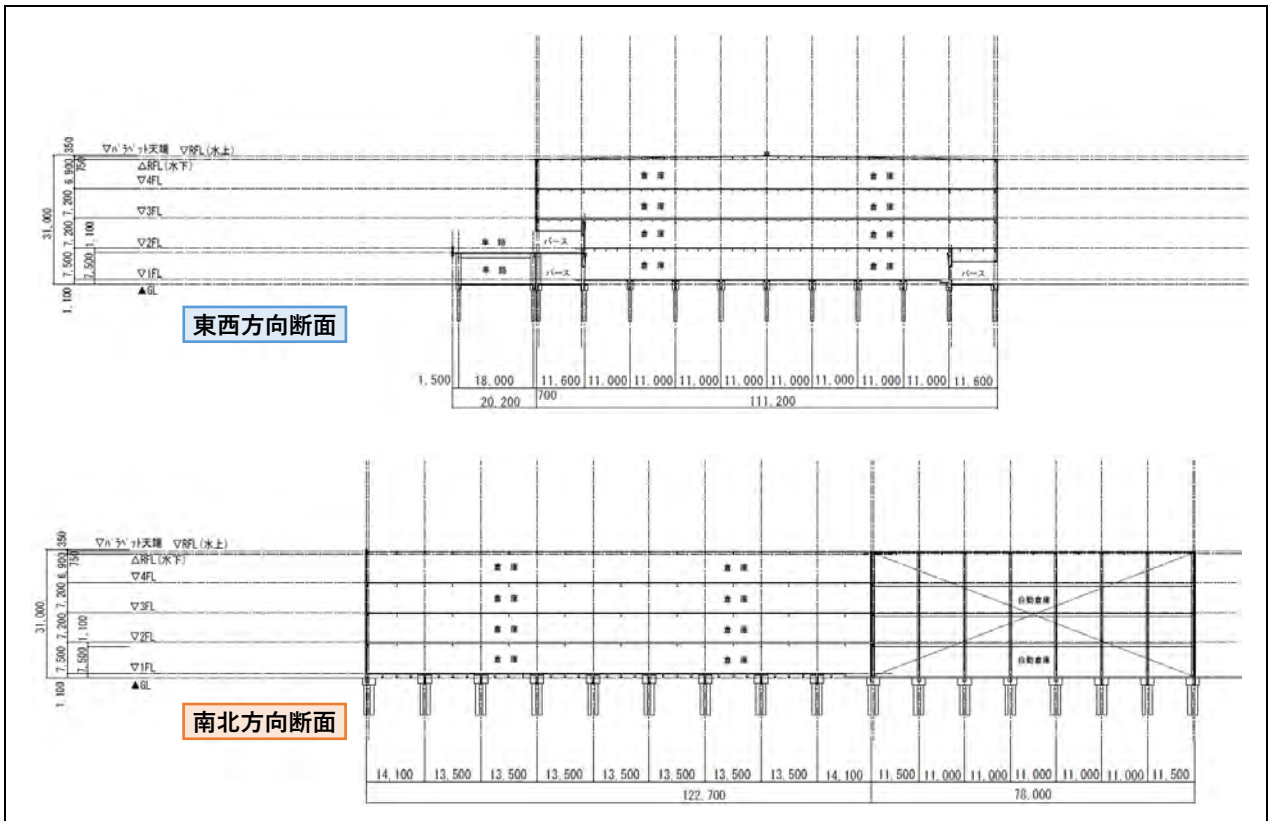 350
▽パラペット天端 ▽RFL(水上)
750
△RFL(水下)
6,900
▽4FL
倉庫 倉庫
7,200
▽3FL
倉庫 倉庫
31,000
7,200
1,100
▽2FL
車路 バース 倉庫 倉庫
7,500
7,500
▽1FL
車路 バース 倉庫 倉庫 バース
▲GL
1,100
東西方向断面
1,500 18,000 11,600 11,000 11,000 11,000 11,000 11,000 11,000 11,000 11,000 11,600
20,200 700 111,200
350
▽パラペット天端 ▽RFL(水上)
750
△RFL(水下)
6,900
▽4FL
倉庫 倉庫
7,200
▽3FL
倉庫 倉庫 自動倉庫
31,000
7,200
1,100
▽2FL
倉庫 倉庫
7,500
7,500
▽1FL
倉庫 倉庫 自動倉庫
▲GL
1,100
南北方向断面
14,100 13,500 13,500 13,500 13,500 13,500 13,500 13,500 14,100 11,500 11,000 11,000 11,000 11,000 11,000 11,500
122,700 78,000